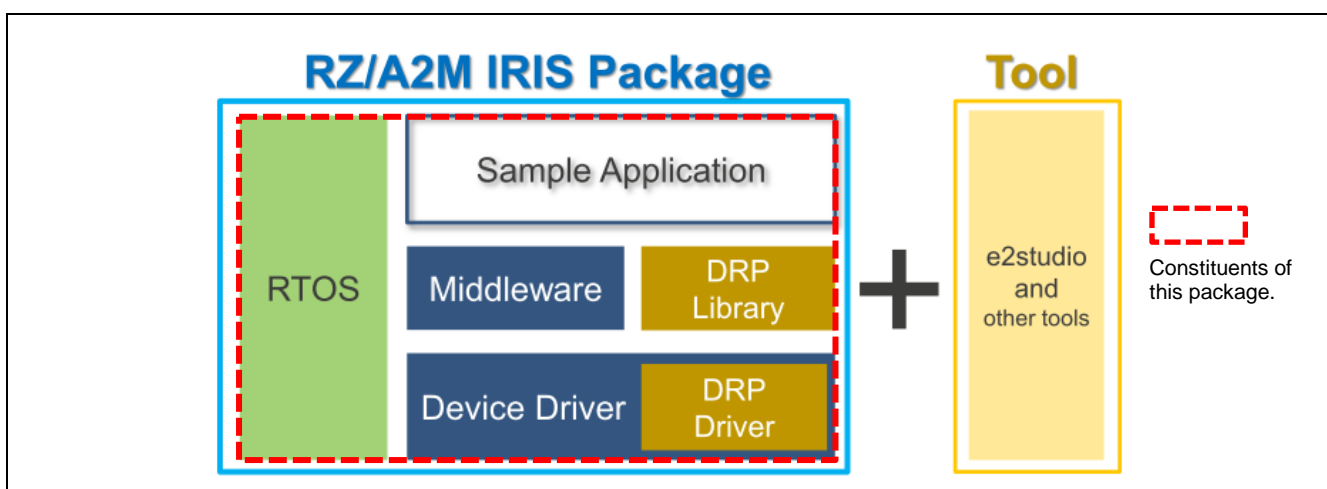 RZ/A2M IRIS Package
Tool
RTOS
Sample Application
Middleware
DRP
Library
Device Driver
DRP
Driver
e2studio
and
other tools
Constituents of
this package.